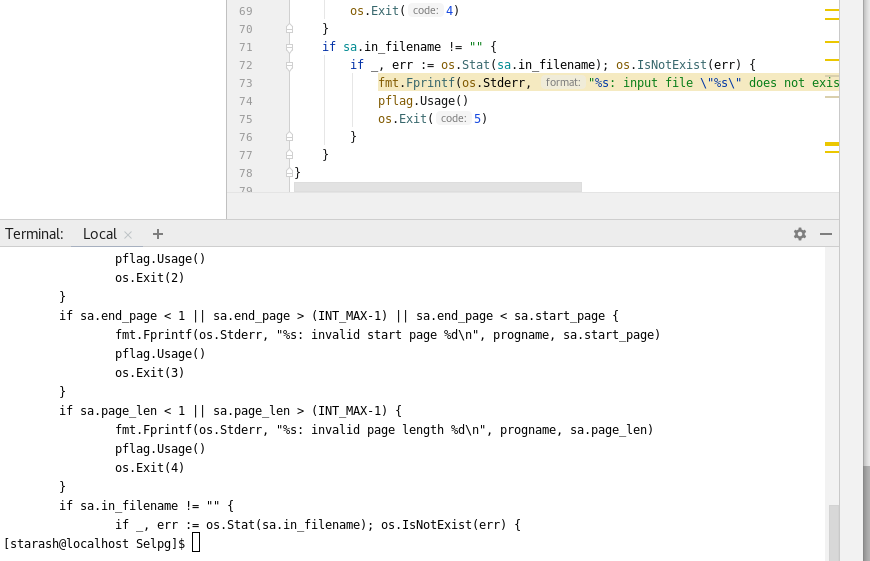 69 os.Exit( code: 4)
70 }
71 if sa.in_filename != "" {
72 if _, err := os.Stat(sa.in_filename); os.IsNotExist(err) {
73 fmt.Fprintf(os.Stderr, format: "%s: input file \"%s\" does not exis
74 pflag.Usage()
75 os.Exit( code: 5)
76 }
77 }
78 }
79
Terminal: Local × +
pflag.Usage()
os.Exit(2)
}
if sa.end_page < 1 || sa.end_page > (INT_MAX-1) || sa.end_page < sa.start_page {
fmt.Fprintf(os.Stderr, "%s: invalid start page %d\n", progname, sa.start_page)
pflag.Usage()
os.Exit(3)
}
if sa.page_len < 1 || sa.page_len > (INT_MAX-1) {
fmt.Fprintf(os.Stderr, "%s: invalid page length %d\n", progname, sa.page_len)
pflag.Usage()
os.Exit(4)
}
if sa.in_filename != "" {
if _, err := os.Stat(sa.in_filename); os.IsNotExist(err) {
[starash@localhost Selpg]$